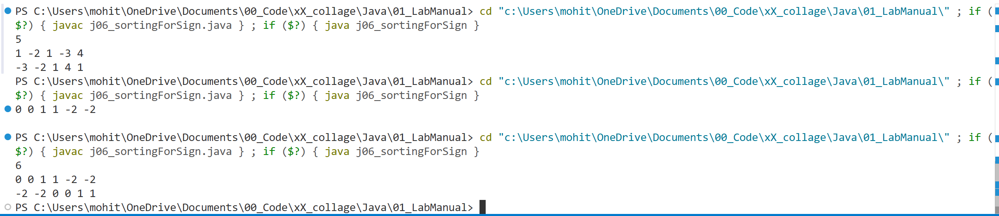 PS C:\Users\mohit\OneDrive\Documents\00_Code\xX_collage\Java\01_LabManual> cd "c:\Users\mohit\OneDrive\Documents\00_Code\xX_collage\Java\01_LabManual\" ; if (
$?) { javac j06_sortingForSign.java } ; if ($?) { java j06_sortingForSign }
5
1 -2 1 -3 4
-3 -2 1 4 1
PS C:\Users\mohit\OneDrive\Documents\00_Code\xX_collage\Java\01_LabManual> cd "c:\Users\mohit\OneDrive\Documents\00_Code\xX_collage\Java\01_LabManual\" ; if (
$?) { javac j06_sortingForSign.java } ; if ($?) { java j06_sortingForSign }
0 0 1 1 -2 -2
PS C:\Users\mohit\OneDrive\Documents\00_Code\xX_collage\Java\01_LabManual> cd "c:\Users\mohit\OneDrive\Documents\00_Code\xX_collage\Java\01_LabManual\" ; if (
$?) { javac j06_sortingForSign.java } ; if ($?) { java j06_sortingForSign }
6
0 0 1 1 -2 -2
-2 -2 0 0 1 1
PS C:\Users\mohit\OneDrive\Documents\00_Code\xX_collage\Java\01_LabManual>